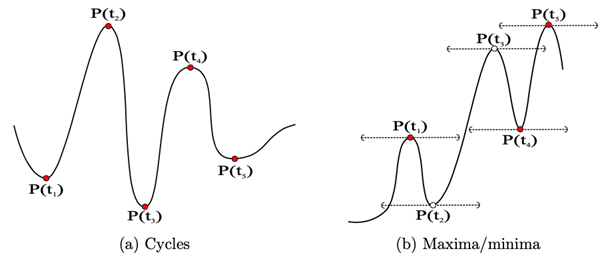 P(t₂)
P(t₄)
P(t₁)
P(t₃)
P(t₅)
(a) Cycles
P(t₅)
P(t₃)
P(t₁)
P(t₄)
P(t₂)
(b) Maxima/minima